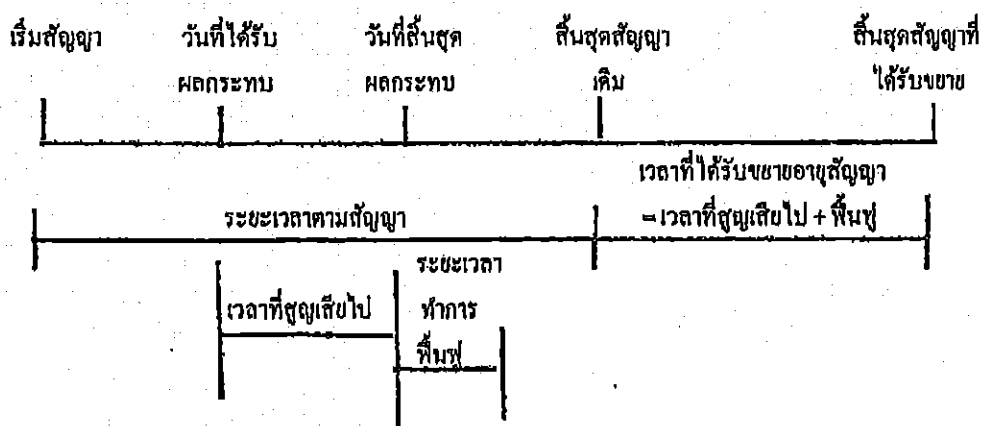 เริ่มสัญญา วันที่ได้รับ วันที่สิ้นสุด สิ้นสุดสัญญา สิ้นสุดสัญญาที่
ผลกระทบ ผลกระทบ เดิม ได้รับขยาย
เวลาที่ได้รับขยายอายุสัญญา
ระยะเวลาตามสัญญา = เวลาที่สูญเสียไป + ฟื้นฟู
ระยะเวลา
เวลาที่สูญเสียไป ทำการ
ฟื้นฟู